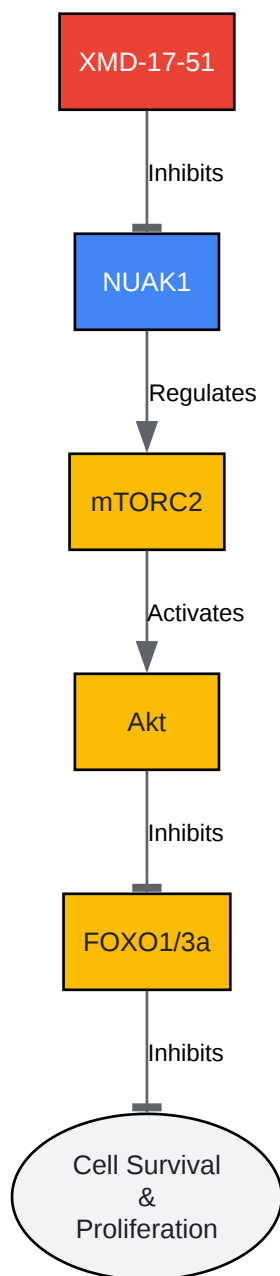 XMD-17-51
Inhibits
NUAK1
Regulates
mTORC2
Activates
Akt
Inhibits
FOXO1/3a
Inhibits
Cell Survival
&
Proliferation